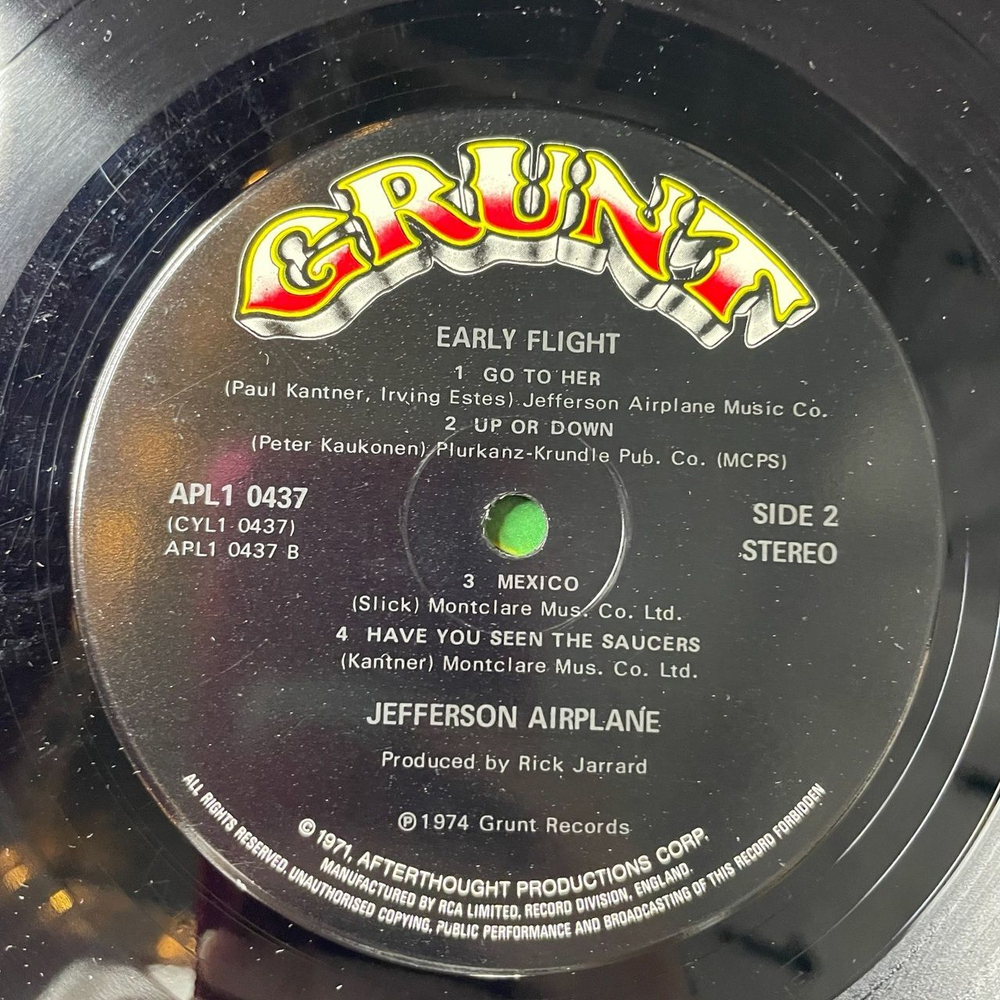 GRUNT
EARLY FLIGHT
1 GO TO HER
(Paul Kantner, Irving Estes) Jefferson Airplane Music Co.
2 UP OR DOWN
(Peter Kaukonen) Plurkanz-Krundle Pub. Co. (MCPS)
APL1 0437
(CYL1 0437)
APL1 0437 B
SIDE 2
STEREO
3 MEXICO
(Slick) Montclare Mus. Co. Ltd.
4 HAVE YOU SEEN THE SAUCERS
(Kantner) Montclare Mus. Co. Ltd.
JEFFERSON AIRPLANE
Produced by Rick Jarrard
℗ 1974 Grunt Records
© 1971, AFTERTHOUGHT PRODUCTIONS CORP.
MANUFACTURED BY RCA LIMITED, RECORD DIVISION, ENGLAND
ALL RIGHTS RESERVED, UNAUTHORISED COPYING, PUBLIC PERFORMANCE AND BROADCASTING OF THIS RECORD FORBIDDEN